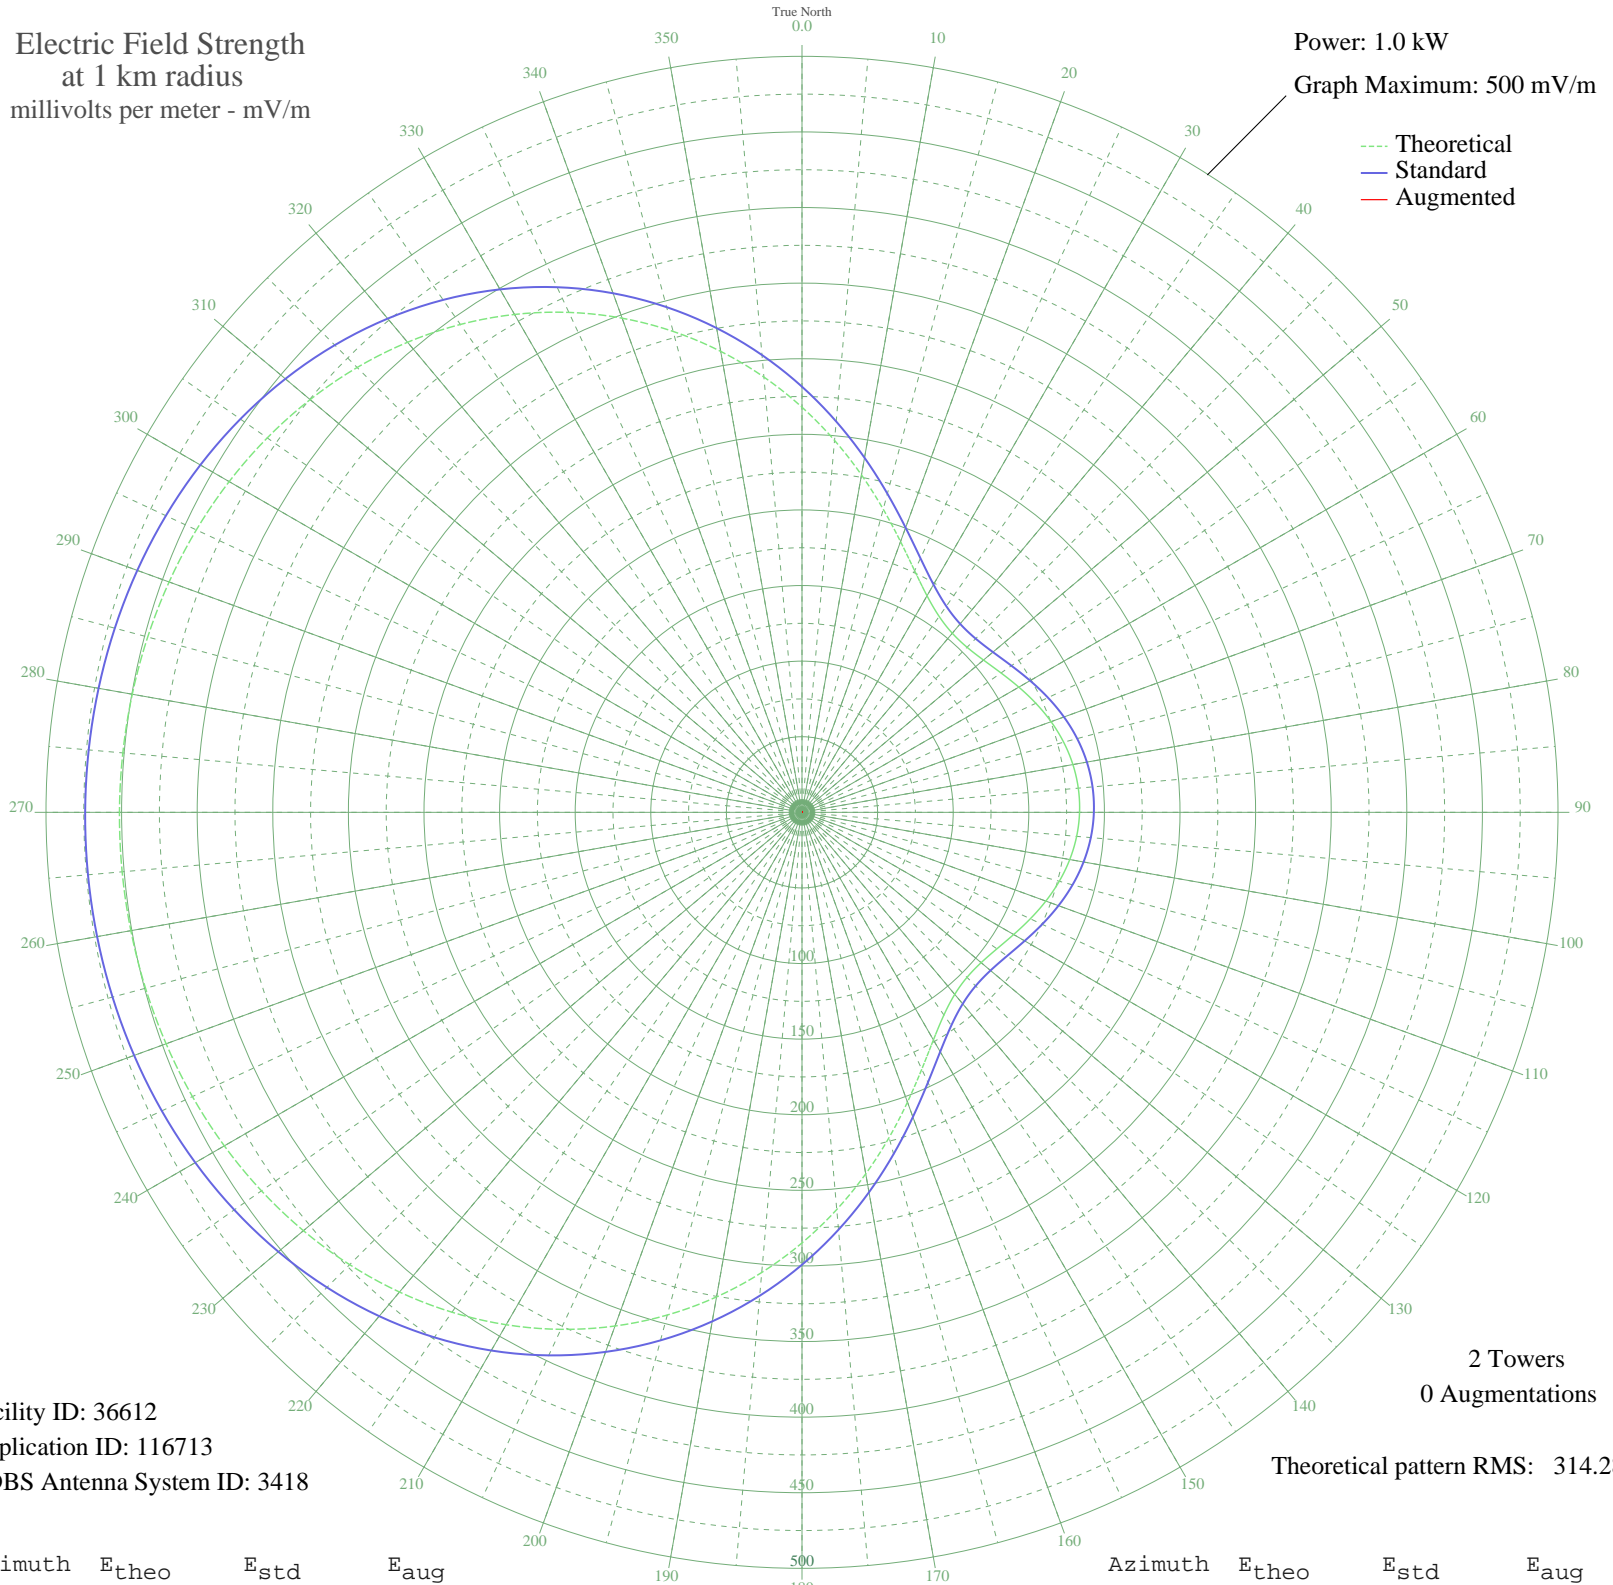 True North
0.0
Electric Field Strength
at 1 km radius
millivolts per meter - mV/m
Power: 1.0 kW
Graph Maximum: 500 mV/m
Theoretical
Standard
Augmented
350
10
340
20
330
30
320
40
310
50
300
60
290
70
280
80
270
90
260
100
250
110
240
120
230
130
220
140
210
150
200
160
190
170
100
150
200
250
300
350
400
450
500
2 Towers
0 Augmentations
Theoretical pattern RMS: 314.2
cility ID: 36612
plication ID: 116713
DBS Antenna System ID: 3418
imuth Etheo Estd Eaug
Azimuth Etheo Estd Eaug